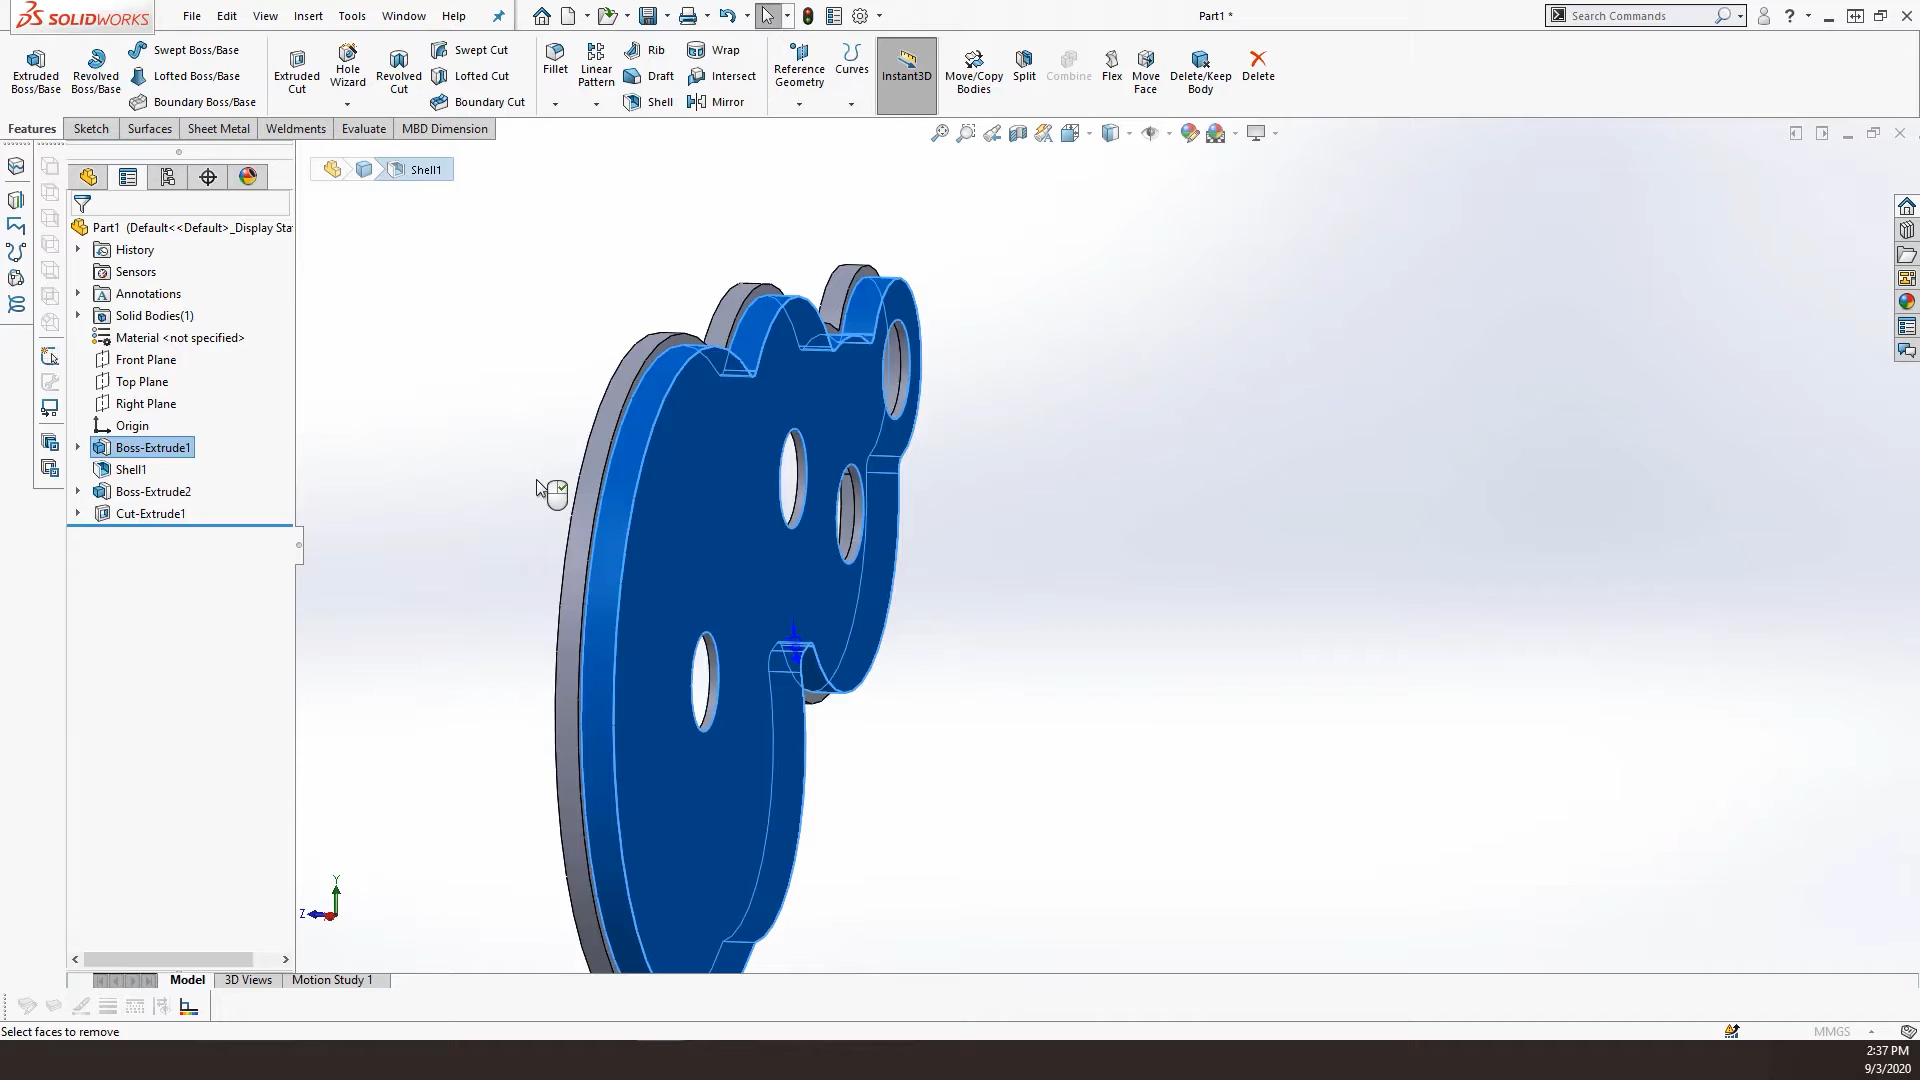 SOLIDWORKS File Edit View Insert Tools Window Help Part1 * Search Commands
Extruded Boss/Base
Revolved Boss/Base
Swept Boss/Base
Lofted Boss/Base
Boundary Boss/Base
Extruded Cut
Hole Wizard
Revolved Cut
Swept Cut
Lofted Cut
Boundary Cut
Fillet
Linear Pattern
Rib
Draft
Shell
Wrap
Intersect
Mirror
Reference Geometry
Curves
Instant3D
Move/Copy Bodies
Split
Combine
Flex
Move Face
Delete/Keep Body
Delete
Features Sketch Surfaces Sheet Metal Weldments Evaluate MBD Dimension
Shell1
Part1 (Default<<Default>_Display Sta
History
Sensors
Annotations
Solid Bodies(1)
Material <not specified>
Front Plane
Top Plane
Right Plane
Origin
Boss-Extrude1
Shell1
Boss-Extrude2
Cut-Extrude1
Y
Z
Model 3D Views Motion Study 1
Select faces to remove
MMGS
2:37 PM
9/3/2020